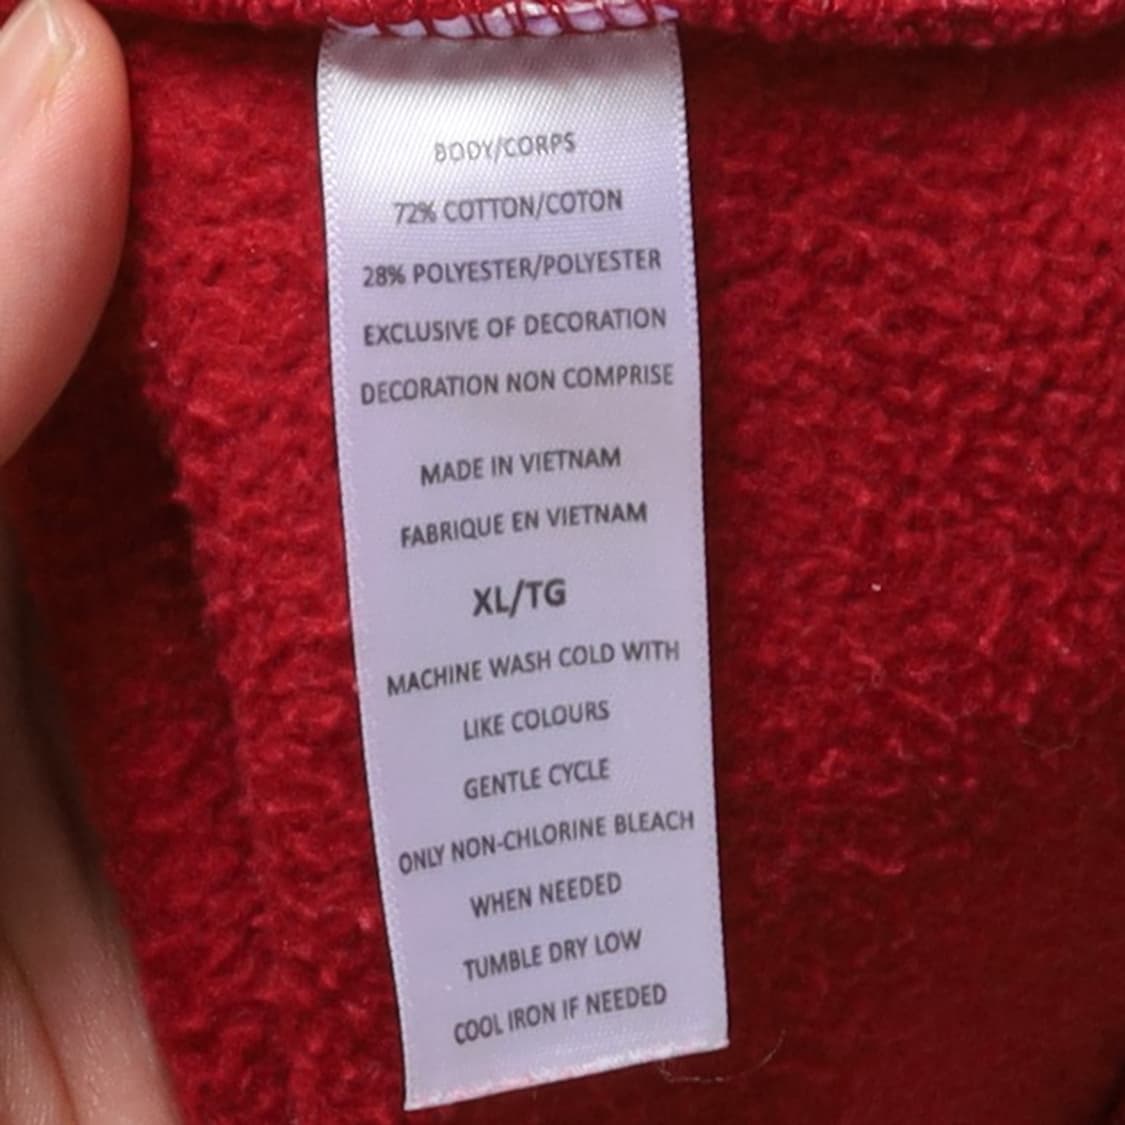 BODY/CORPS
72% COTTON/COTON
28% POLYESTER/POLYESTER
EXCLUSIVE OF DECORATION
DECORATION NON COMPRISE
MADE IN VIETNAM
FABRIQUE EN VIETNAM
XL/TG
MACHINE WASH COLD WITH
LIKE COLOURS
GENTLE CYCLE
ONLY NON-CHLORINE BLEACH
WHEN NEEDED
TUMBLE DRY LOW
COOL IRON IF NEEDED